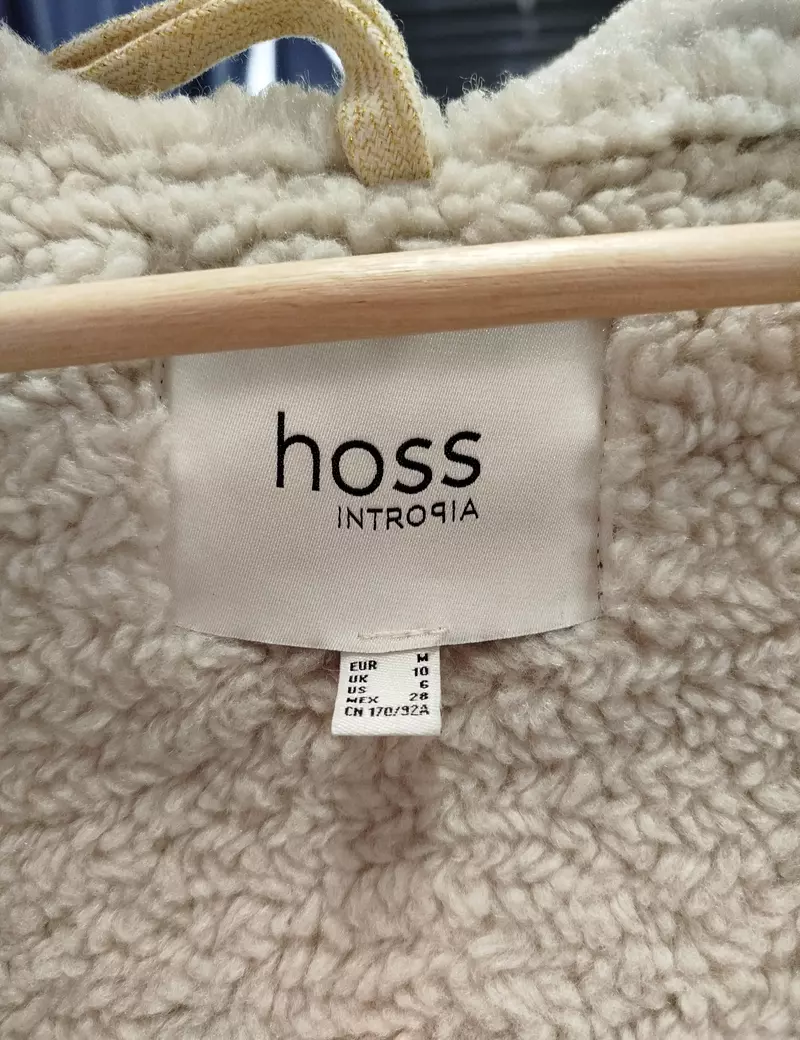 hoss
INTROPIA
EUR M
UK 10
US 6
MEX 28
CN 170/92A